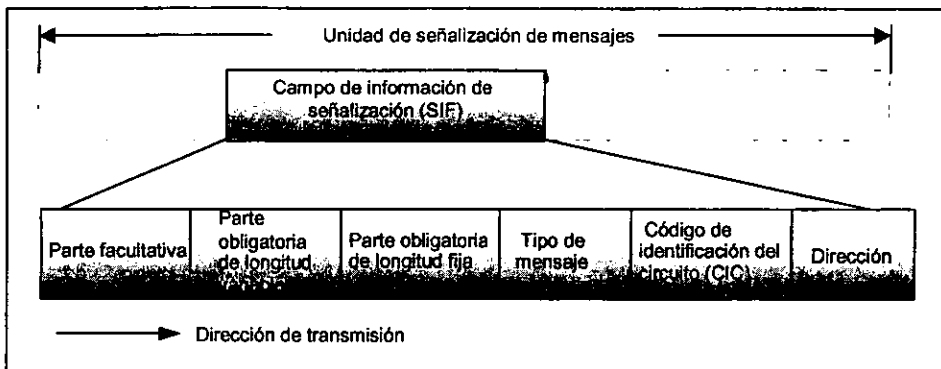 Unidad de señalización de mensajes
Campo de información de
señalización (SIF)
Parte facultativa
Parte
obligatoria
de longitud
Parte obligatoria
de longitud fija
Tipo de
mensaje
Código de
identificación del
circuito (CIC)
Dirección
Dirección de transmisión